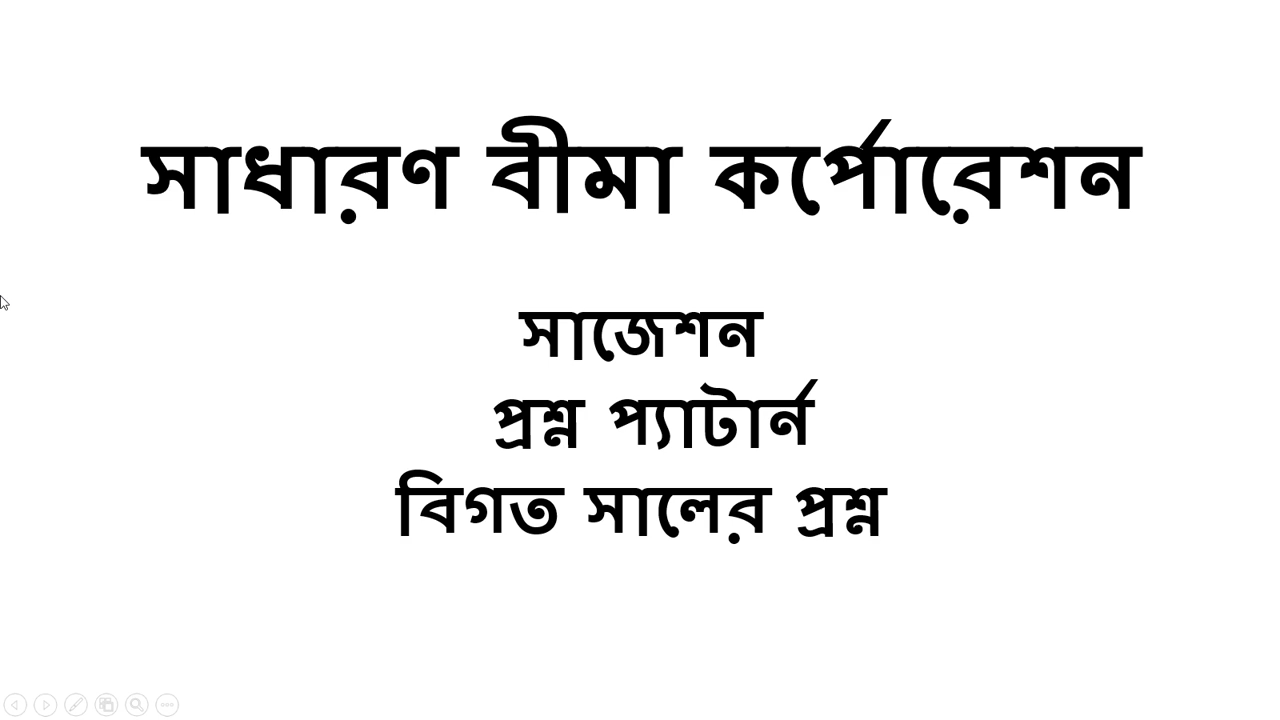 সাধারণ বীমা কর্পোরেশন
সাজেশন
প্রশ্ন প্যাটার্ন
বিগত সালের প্রশ্ন